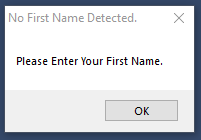 No First Name Detected.
Please Enter Your First Name.
OK